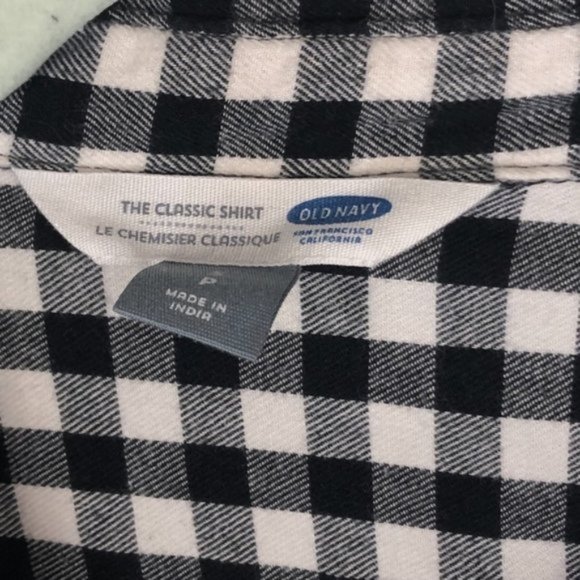 THE CLASSIC SHIRT
LE CHEMISIER CLASSIQUE
OLD NAVY
SAN FRANCISCO
CALIFORNIA
P
MADE IN
INDIA